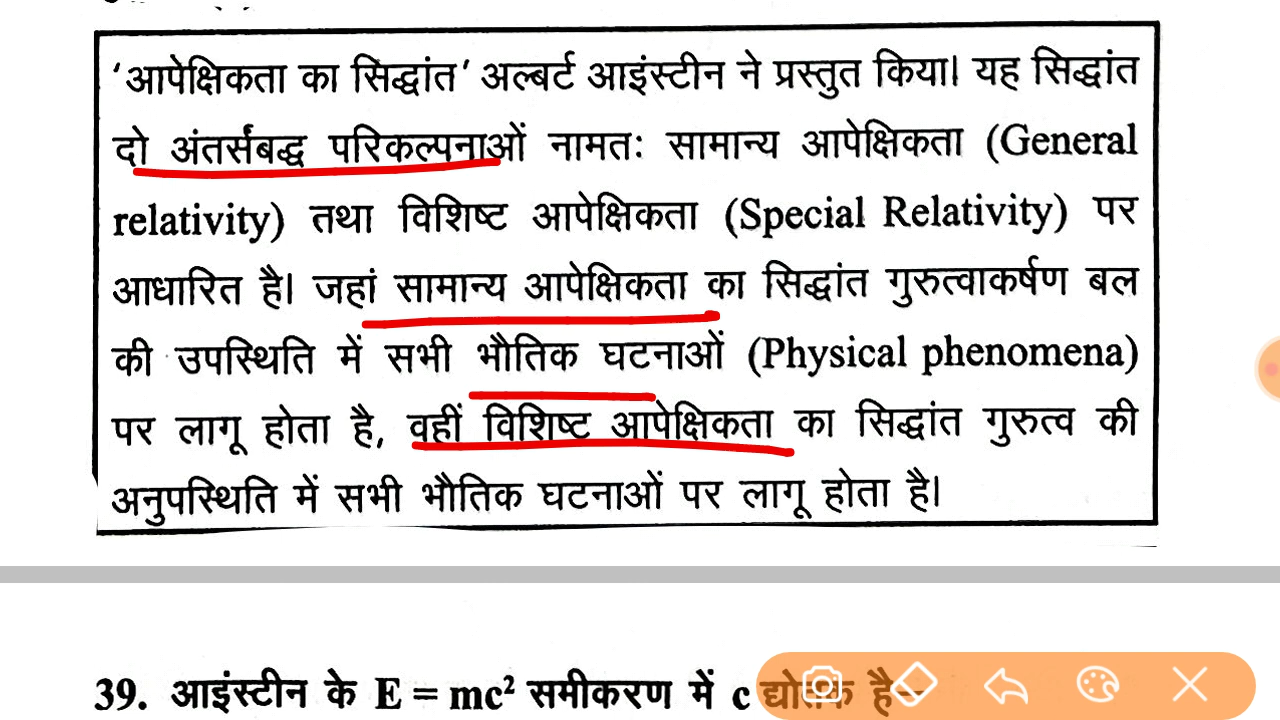 ‘आपेक्षिकता का सिद्धांत’ अल्बर्ट आइंस्टीन ने प्रस्तुत किया। यह सिद्धांत
दो अंतर्संबद्ध परिकल्पनाओं नामतः सामान्य आपेक्षिकता (General
relativity) तथा विशिष्ट आपेक्षिकता (Special Relativity) पर
आधारित है। जहां सामान्य आपेक्षिकता का सिद्धांत गुरुत्वाकर्षण बल
की उपस्थिति में सभी भौतिक घटनाओं (Physical phenomena)
पर लागू होता है, वहीं विशिष्ट आपेक्षिकता का सिद्धांत गुरुत्व की
अनुपस्थिति में सभी भौतिक घटनाओं पर लागू होता है।
39. आइंस्टीन के E = mc² समीकरण में c द्योतक है–